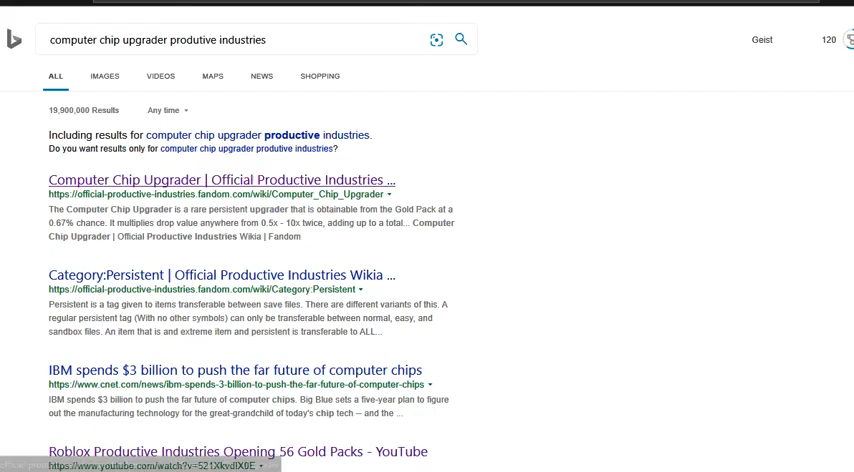 computer chip upgrader produtive industries
Geist
120
ALL IMAGES VIDEOS MAPS NEWS SHOPPING
19,900,000 Results Any time
Including results for computer chip upgrader productive industries.
Do you want results only for computer chip upgrader produtive industries?
Computer Chip Upgrader | Official Productive Industries ...
https://official-productive-industries.fandom.com/wiki/Computer_Chip_Upgrader
The Computer Chip Upgrader is a rare persistent upgrader that is obtainable from the Gold Pack at a
0.67% chance. It multiplies drop value anywhere from 0.5x - 10x twice, adding up to a total... Computer
Chip Upgrader | Official Productive Industries Wikia | Fandom
Category:Persistent | Official Productive Industries Wikia ...
https://official-productive-industries.fandom.com/wiki/Category:Persistent
Persistent is a tag given to items transferable between save files. There are different variants of this. A
regular persistent tag (With no other symbols) can only be transferable between normal, easy, and
sandbox files. An item that is and extreme item and persistent is transferable to ALL...
IBM spends $3 billion to push the far future of computer chips
https://www.cnet.com/news/ibm-spends-3-billion-to-push-the-far-future-of-computer-chips
IBM spends $3 billion to push the far future of computer chips. Big Blue sets a five-year plan to figure
out the manufacturing technology for the great-grandchild of today's chip tech -- and the ...
Roblox Productive Industries Opening 56 Gold Packs - YouTube